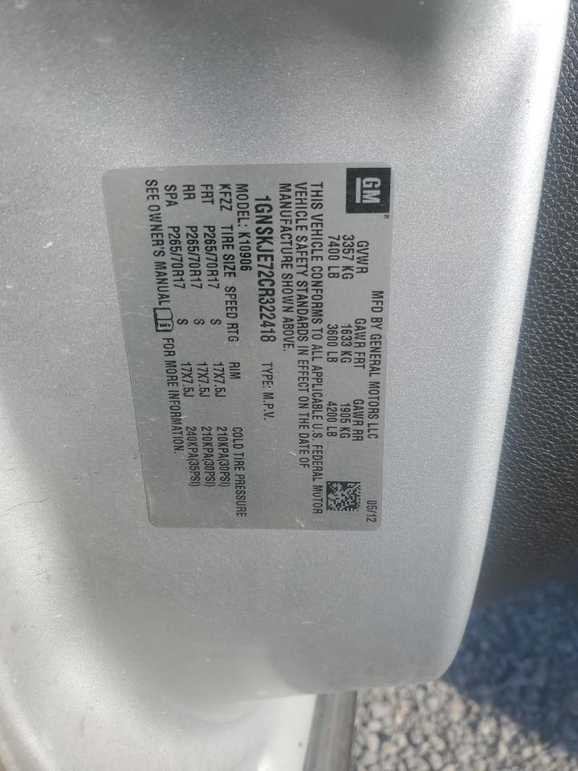 GM ®
MFD BY GENERAL MOTORS LLC 05/12
GVWR GAWR FRT GAWR RR
3357 KG 1633 KG 1905 KG
7400 LB 3600 LB 4200 LB
THIS VEHICLE CONFORMS TO ALL APPLICABLE U.S. FEDERAL MOTOR
VEHICLE SAFETY STANDARDS IN EFFECT ON THE DATE OF
MANUFACTURE SHOWN ABOVE.
1GNSKJE72CR322418 TYPE: M.P.V.
MODEL: K10906
KFZZ TIRE SIZE SPEED RTG RIM COLD TIRE PRESSURE
FRT P265/70R17 S 17X7.5J 210KPA(30PSI)
RR P265/70R17 S 17X7.5J 210KPA(30PSI)
SPA P265/70R17 S 17X7.5J 240KPA(35PSI)
SEE OWNER'S MANUAL FOR MORE INFORMATION.